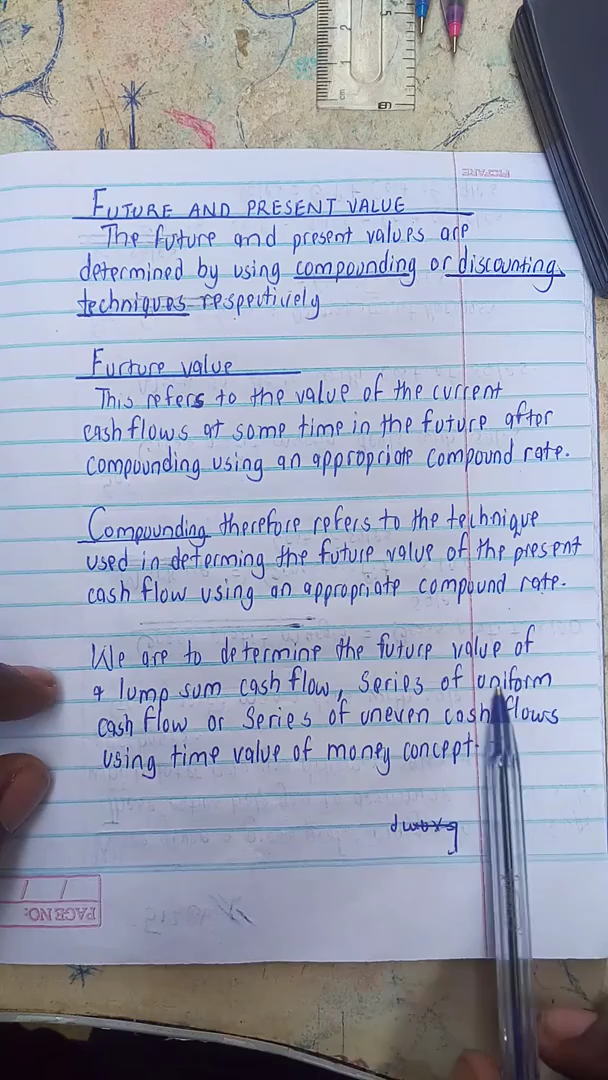 FUTURE AND PRESENT VALUE
The future and present values are
determined by using compounding or discounting
techniques respectively
Furture value
This refers to the value of the current
cash flows at some time in the future after
compounding using an appropriate compound rate.
Compounding therefore refers to the technique
used in determing the future value of the present
cash flow using an appropriate compound rate.
We are to determine the future value of
a lump sum cash flow, series of uniform
cash flow or series of uneven cash flows
using time value of money concept.
PAGE NO: